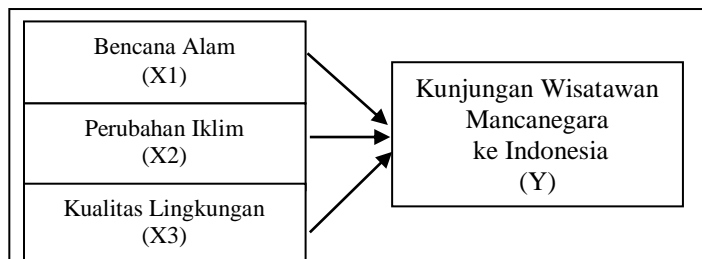 Bencana Alam
(X1)
Perubahan Iklim
(X2)
Kualitas Lingkungan
(X3)
Kunjungan Wisatawan
Mancanegara
ke Indonesia
(Y)